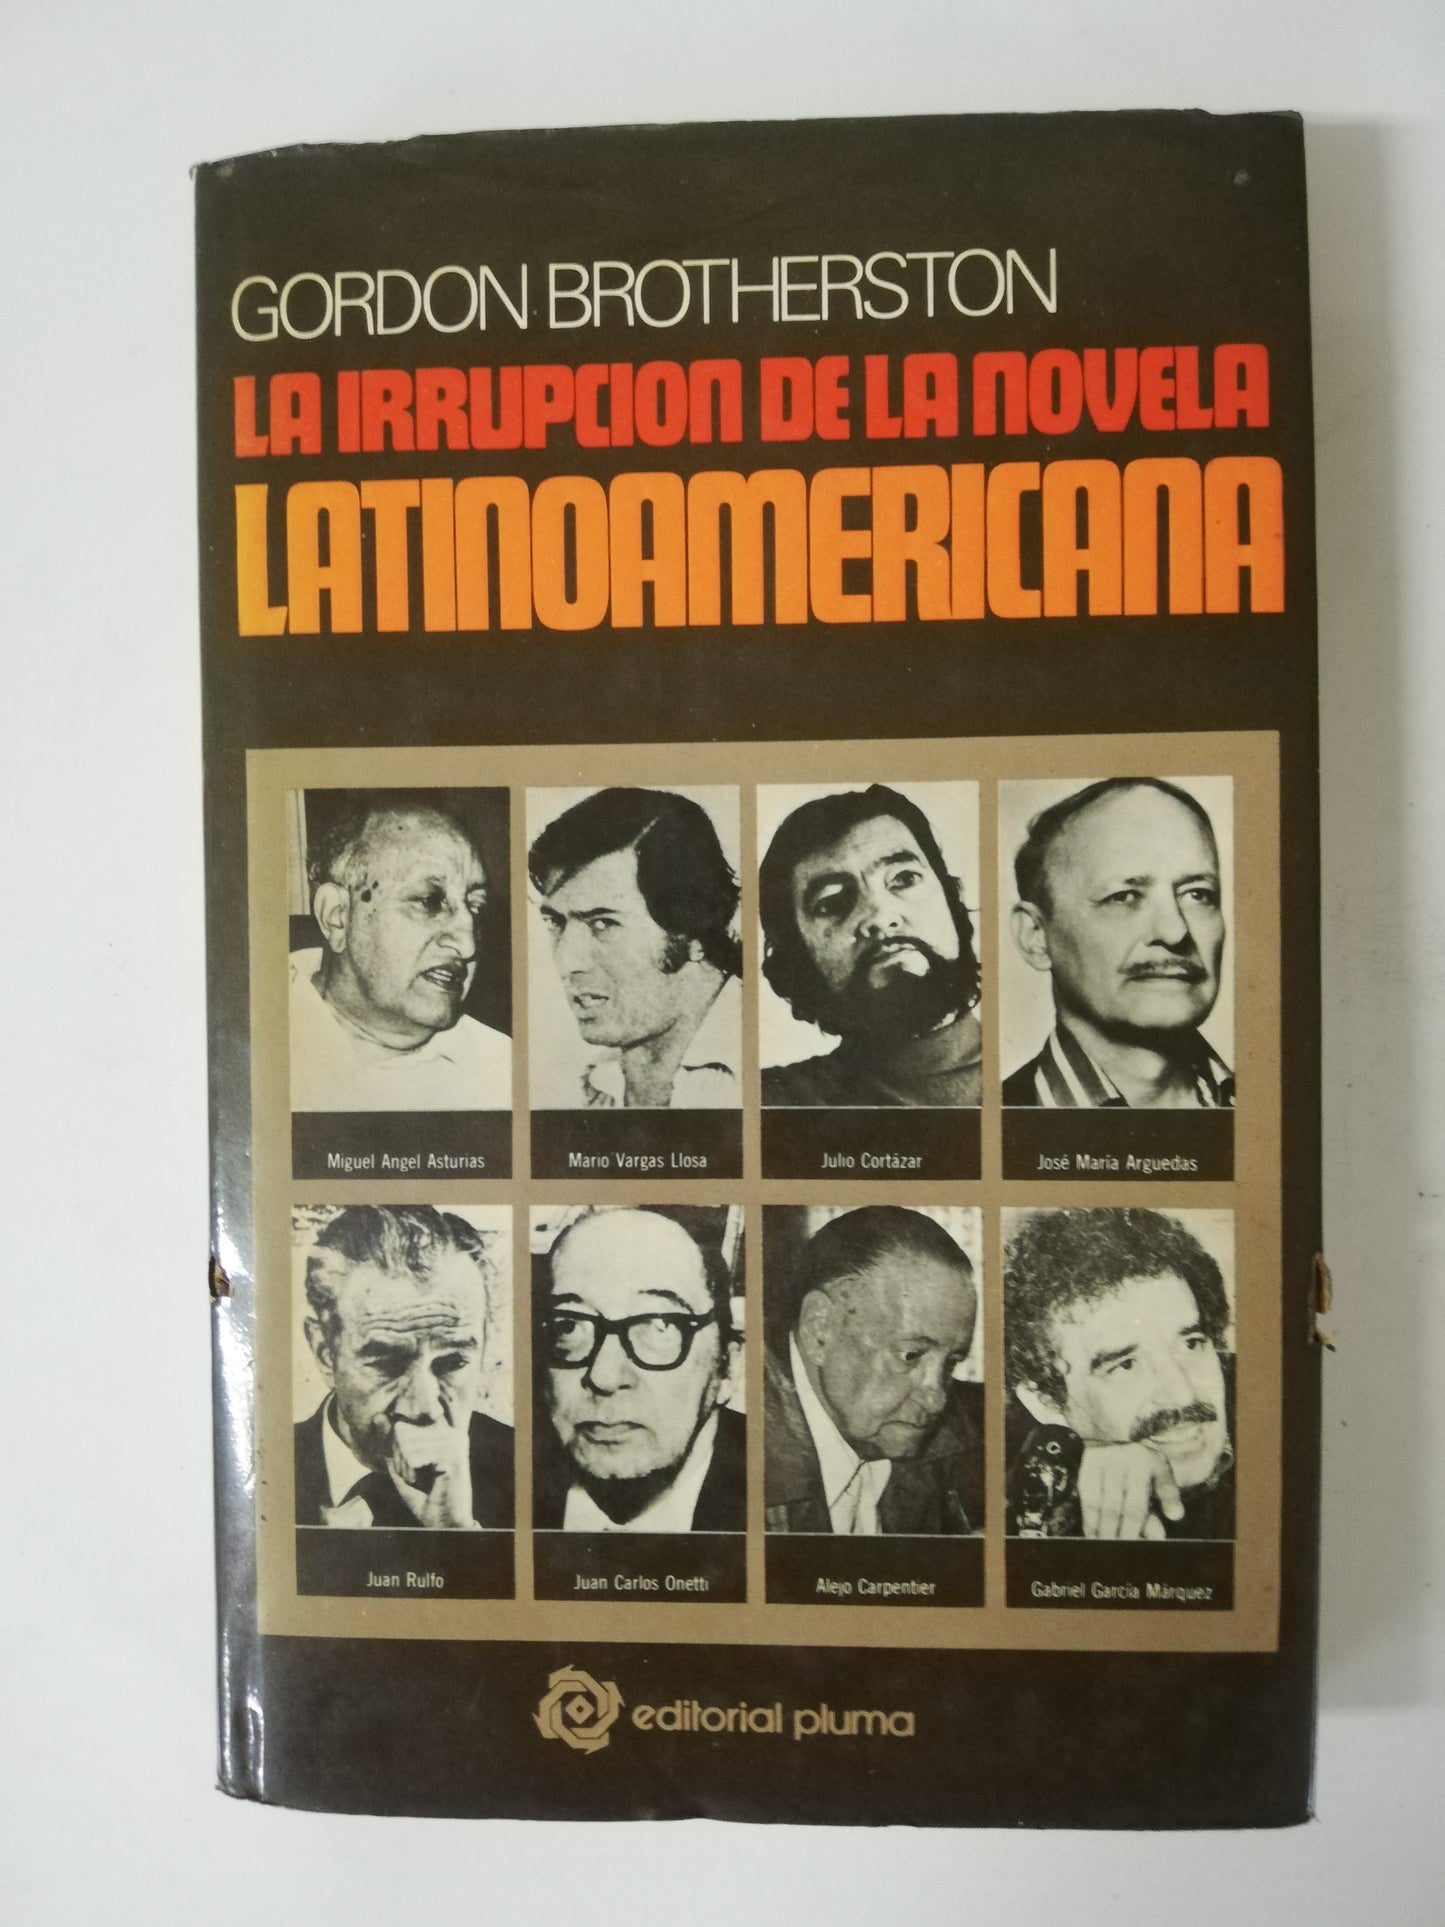 GORDON BROTHERSTON
LA IRRUPCION DE LA NOVELA
LATINOAMERICANA
Miguel Angel Asturias
Mario Vargas Llosa
Julio Cortázar
José María Arguedas
Juan Rulfo
Juan Carlos Onetti
Alejo Carpentier
Gabriel García Márquez
editorial pluma